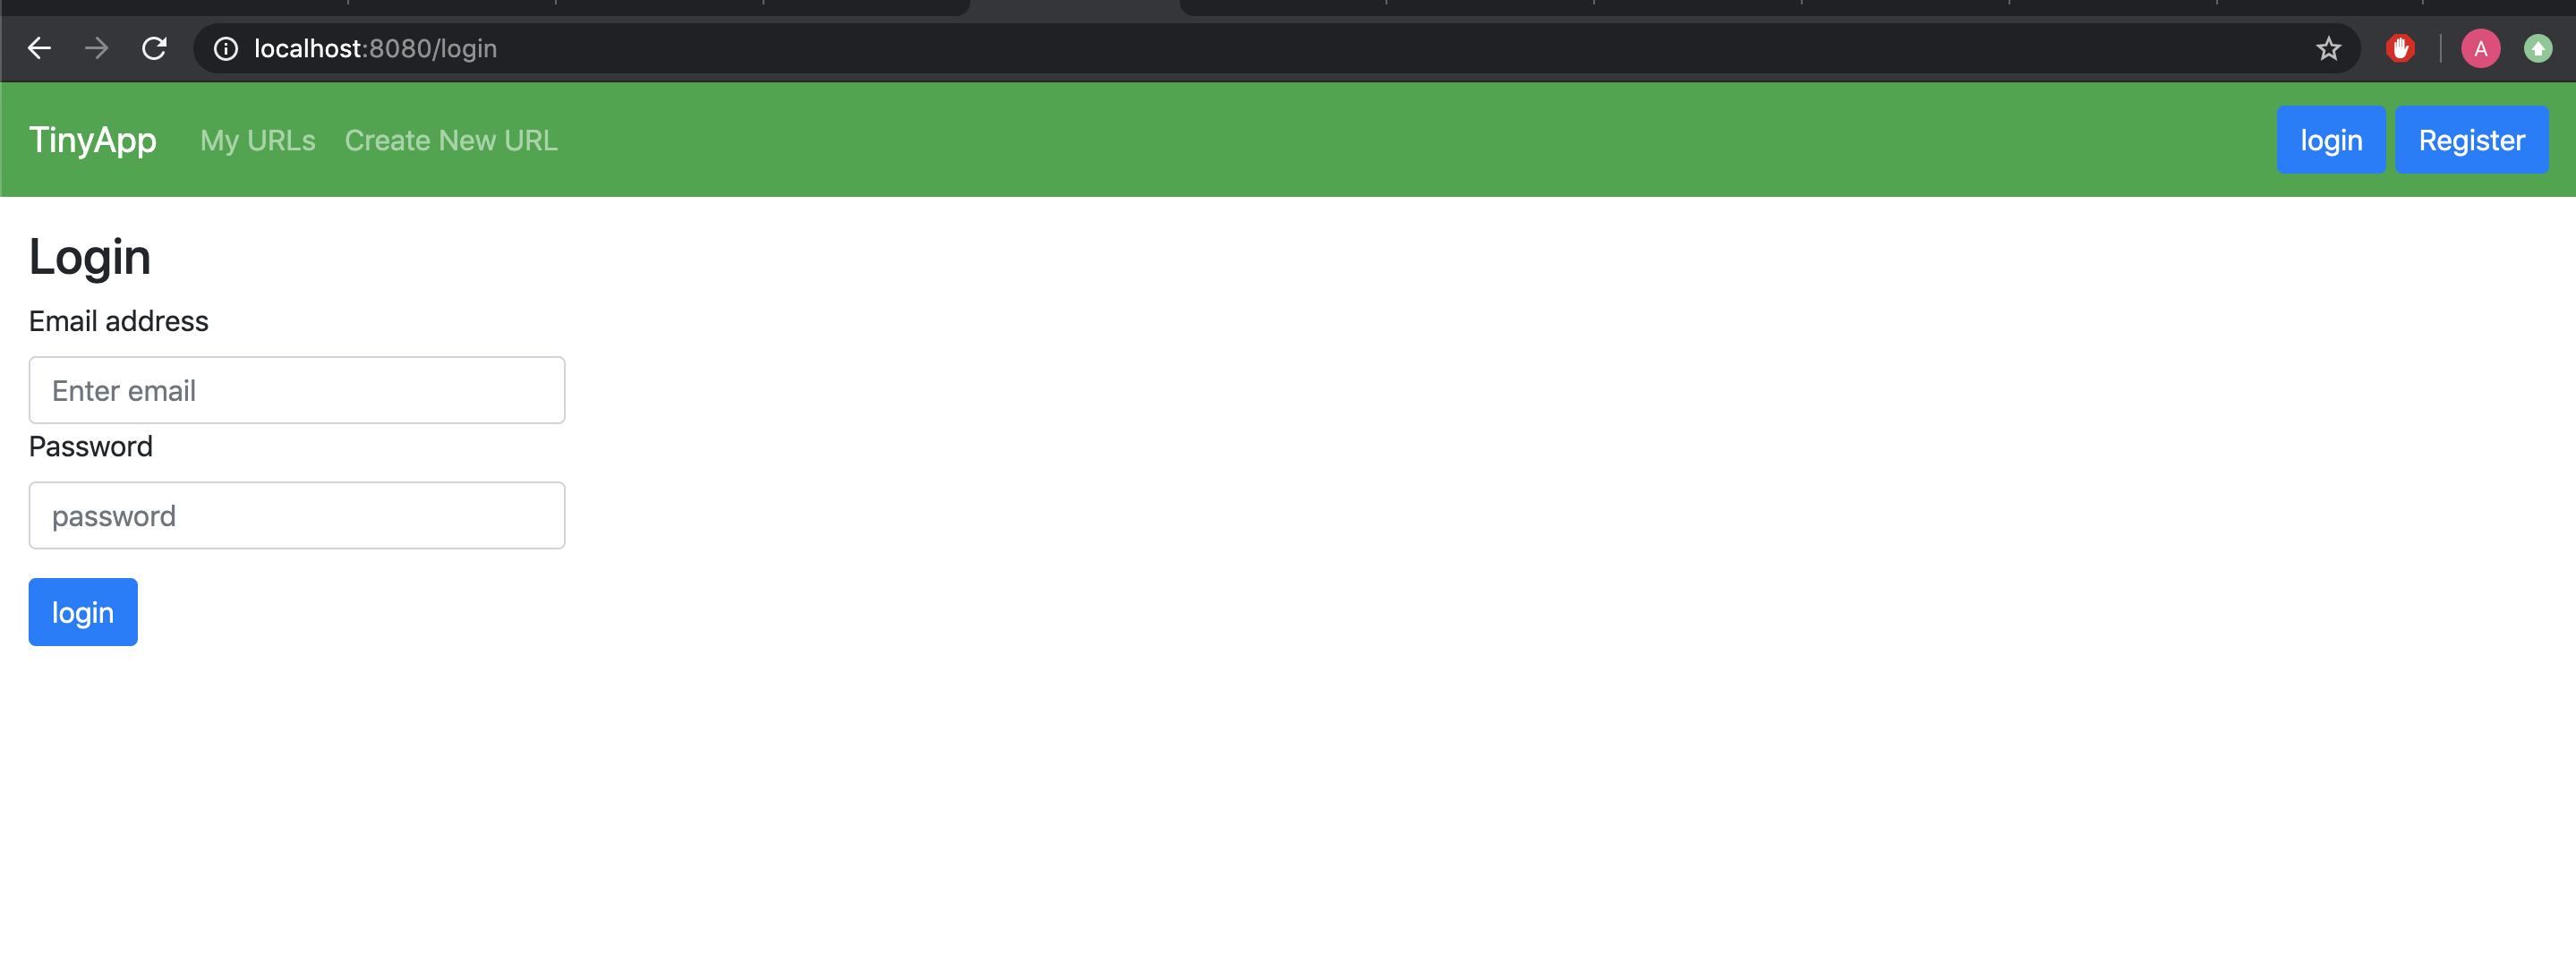 localhost:8080/login
A
TinyApp My URLs Create New URL login Register
Login
Email address
Enter email
Password
password
login